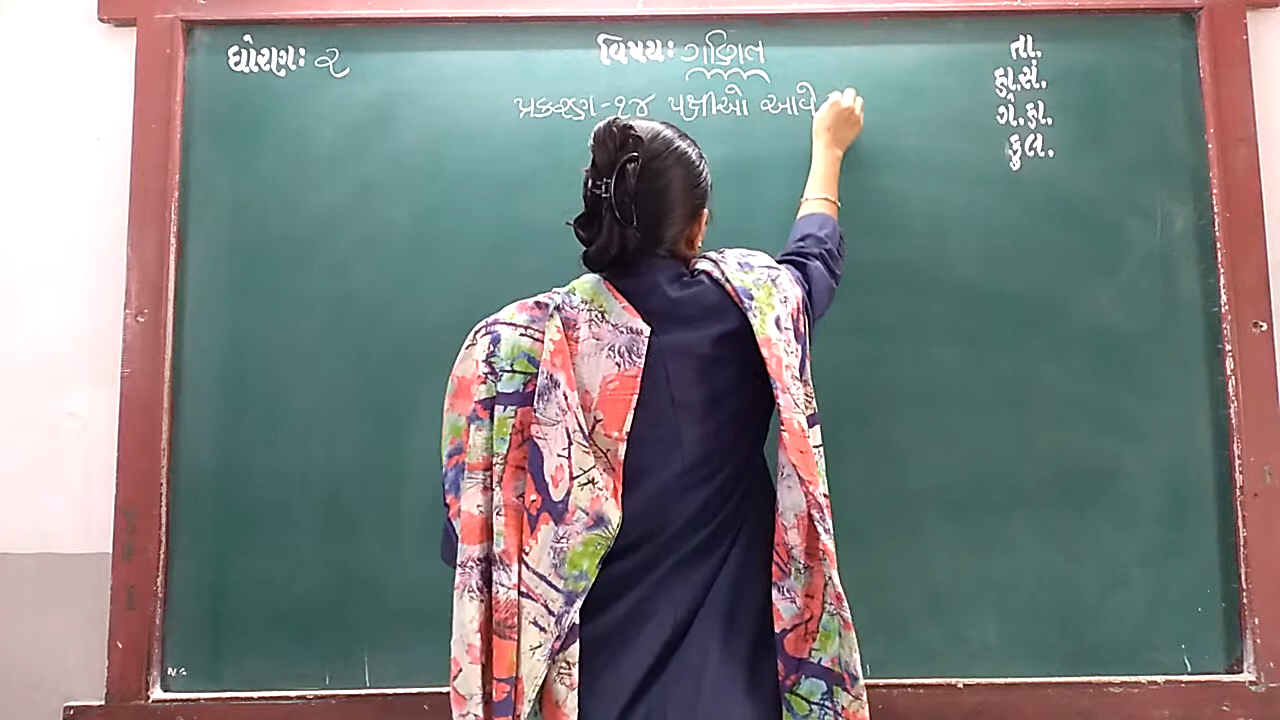 ધોરણઃ ૨
વિષયઃ ગણિત
પ્રકરણ-૧૪ પક્ષીઓ આવે
તા.
હા.સં.
ગે.હા.
કુલ.